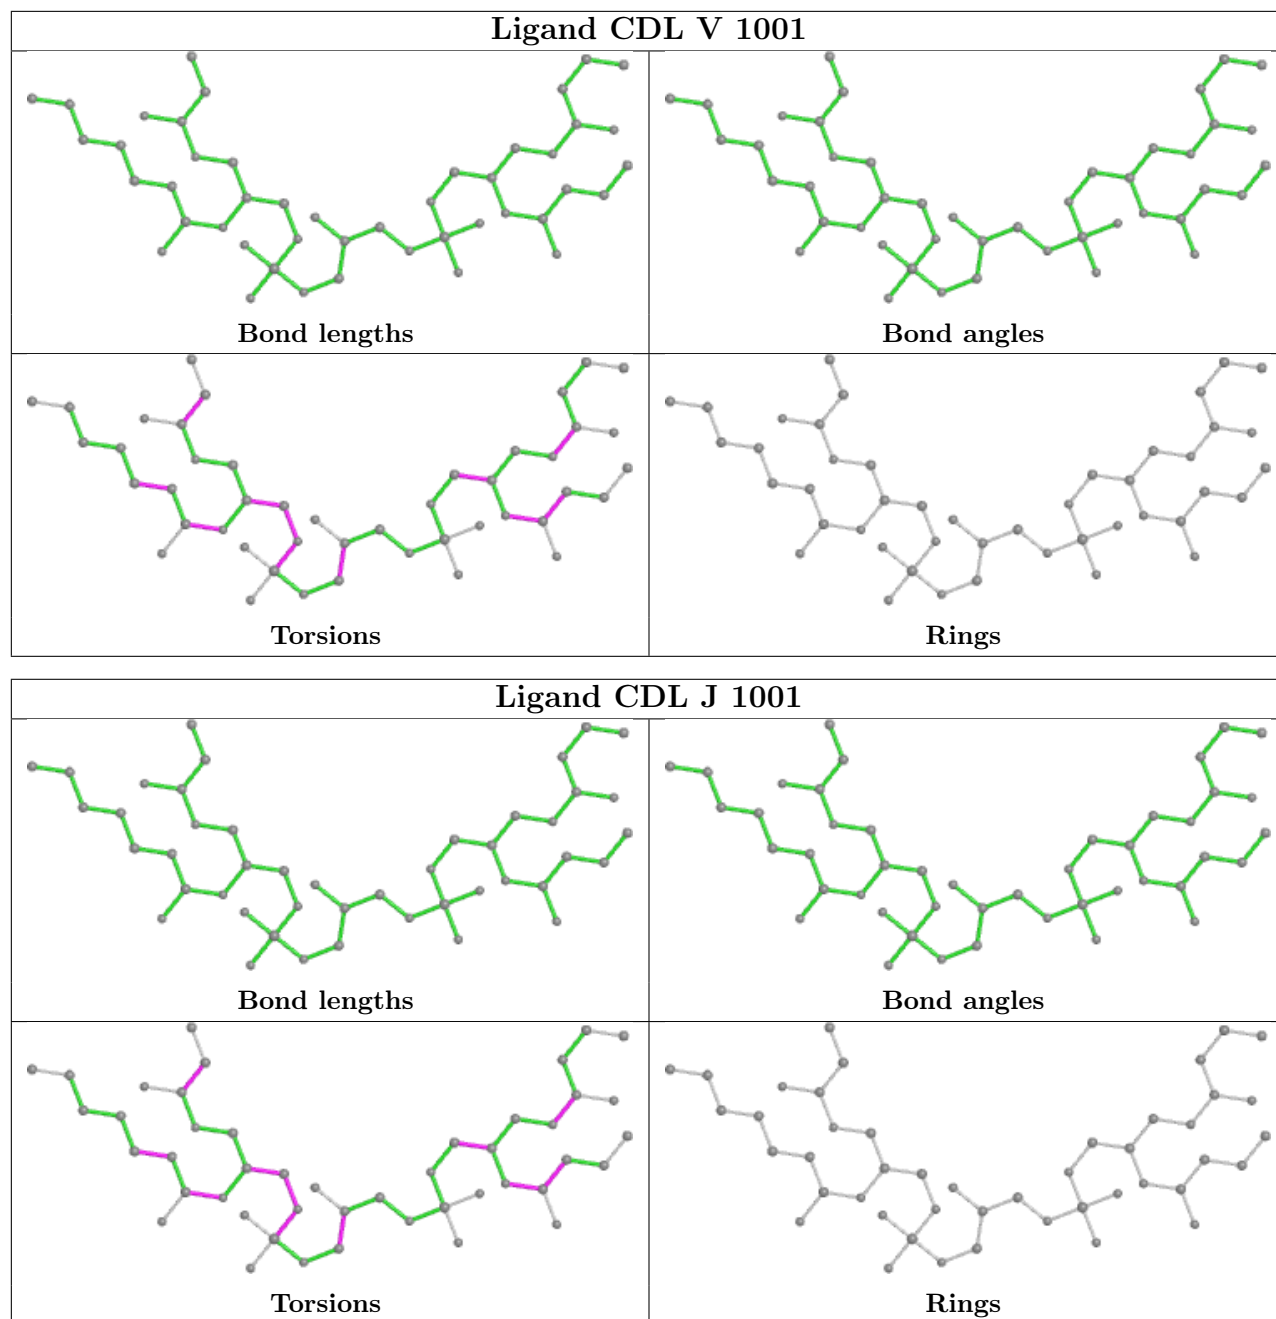 Ligand CDL V 1001
Bond lengths
Bond angles
Torsions
Rings
Ligand CDL J 1001
Bond lengths
Bond angles
Torsions
Rings